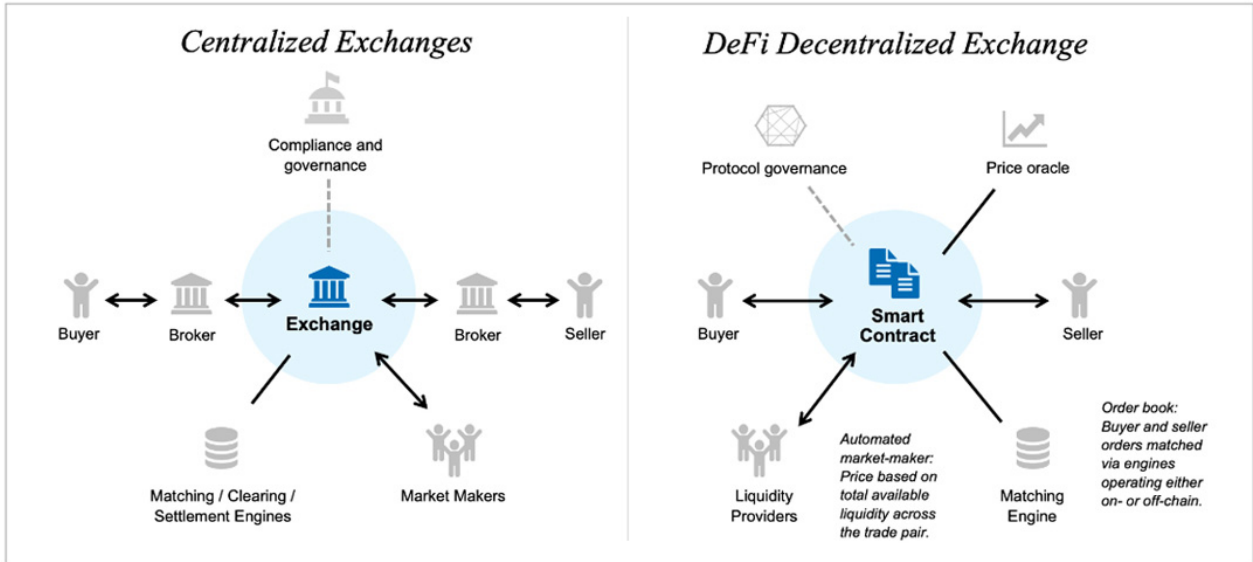 Centralized Exchanges
Compliance and
governance
Buyer
Broker
Exchange
Broker
Seller
Matching / Clearing /
Settlement Engines
Market Makers
DeFi Decentralized Exchange
Protocol governance
Price oracle
Buyer
Smart
Contract
Seller
Liquidity
Providers
Automated
market-maker:
Price based on
total available
liquidity across
the trade pair.
Matching
Engine
Order book:
Buyer and seller
orders matched
via engines
operating either
on- or off-chain.